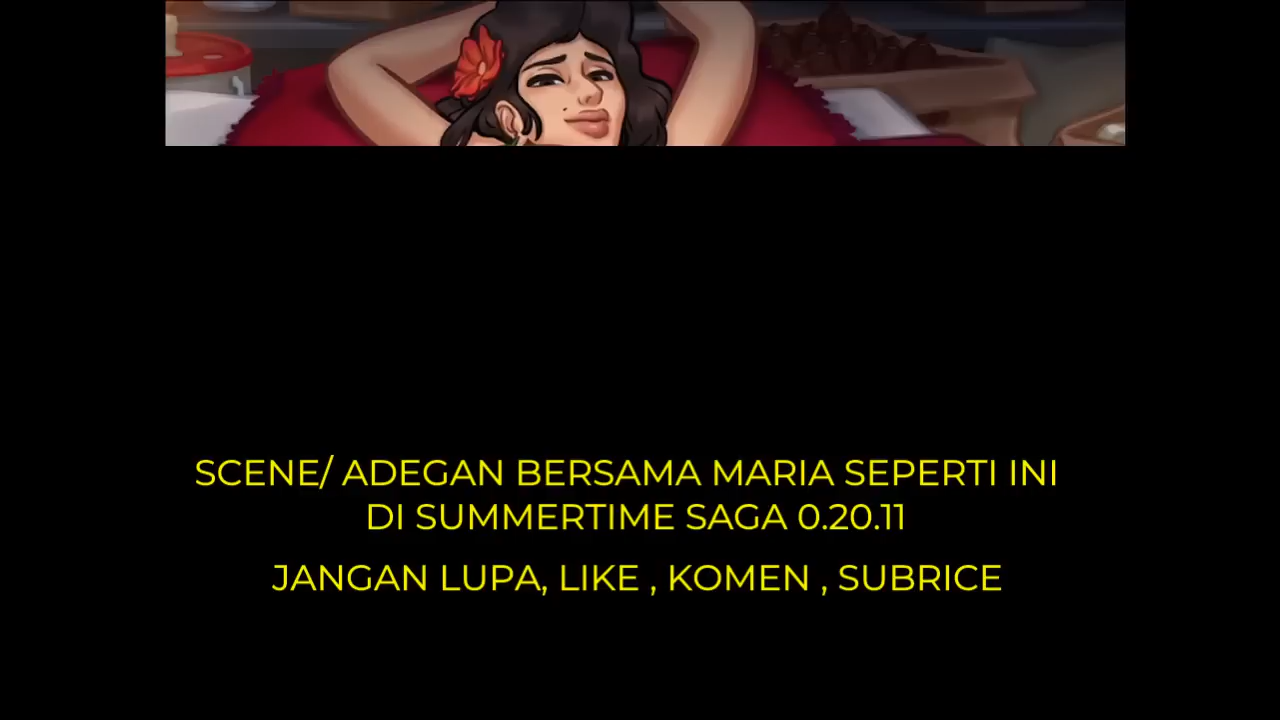 SCENE/ ADEGAN BERSAMA MARIA SEPERTI INI
DI SUMMERTIME SAGA 0.20.11
JANGAN LUPA, LIKE , KOMEN , SUBRICE